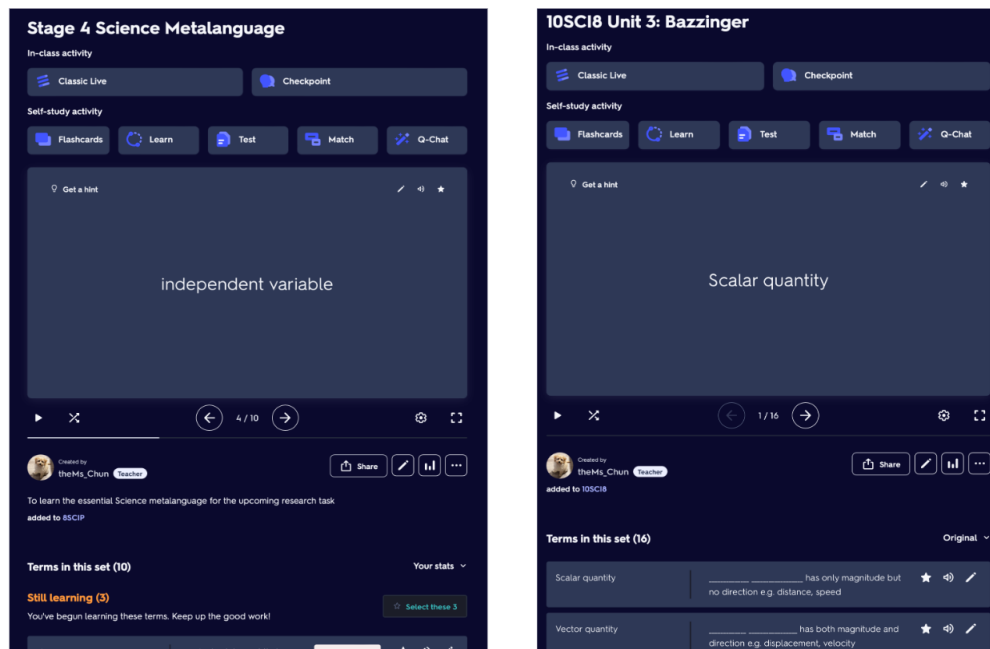 Stage 4 Science Metalanguage
In-class activity
Classic Live
Checkpoint
Self-study activity
Flashcards
Learn
Test
Match
Q-Chat
Get a hint
independent variable
4 / 10
Created by
theMs_Chun Teacher
Share
To learn the essential Science metalanguage for the upcoming research task
added to 8SCIP
Terms in this set (10)
Your stats
Still learning (3)
Select these 3
You've begun learning these terms. Keep up the good work!
10SCI8 Unit 3: Bazzinger
In-class activity
Classic Live
Checkpoint
Self-study activity
Flashcards
Learn
Test
Match
Q-Chat
Get a hint
Scalar quantity
1 / 16
Created by
theMs_Chun Teacher
Share
added to 10SCI8
Terms in this set (16)
Original
Scalar quantity
________ __________ has only magnitude but
no direction e.g. distance, speed
Vector quantity
________ _________ has both magnitude and
direction e.g. displacement, velocity